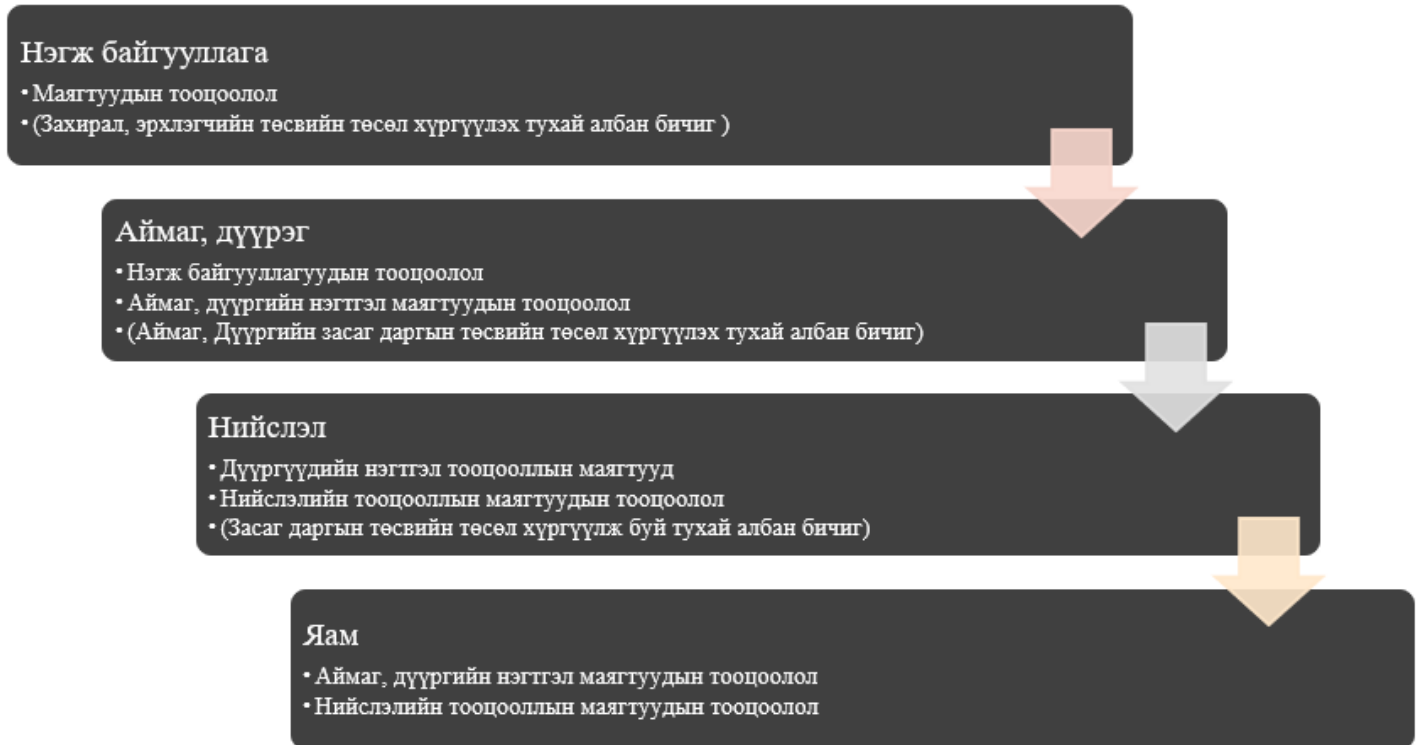 Нэгж байгууллага
• Маягтуудын тооцоолол
• (Захирал, эрхлэгчийн төсвийн төсөл хүргүүлэх тухай албан бичиг )
Аймаг, дүүрэг
• Нэгж байгууллагуудын тооцоолол
• Аймаг, дүүргийн нэгтгэл маягтуудын тооцоолол
• (Аймаг, Дүүргийн засаг даргын төсвийн төсөл хүргүүлэх тухай албан бичиг)
Нийслэл
• Дүүргүүдийн нэгтгэл тооцооллын маягтууд
• Нийслэлийн тооцооллын маягтуудын тооцоолол
• (Засаг даргын төсвийн төсөл хүргүүлж буй тухай албан бичиг)
Яам
• Аймаг, дүүргийн нэгтгэл маягтуудын тооцоолол
• Нийслэлийн тооцооллын маягтуудын тооцоолол